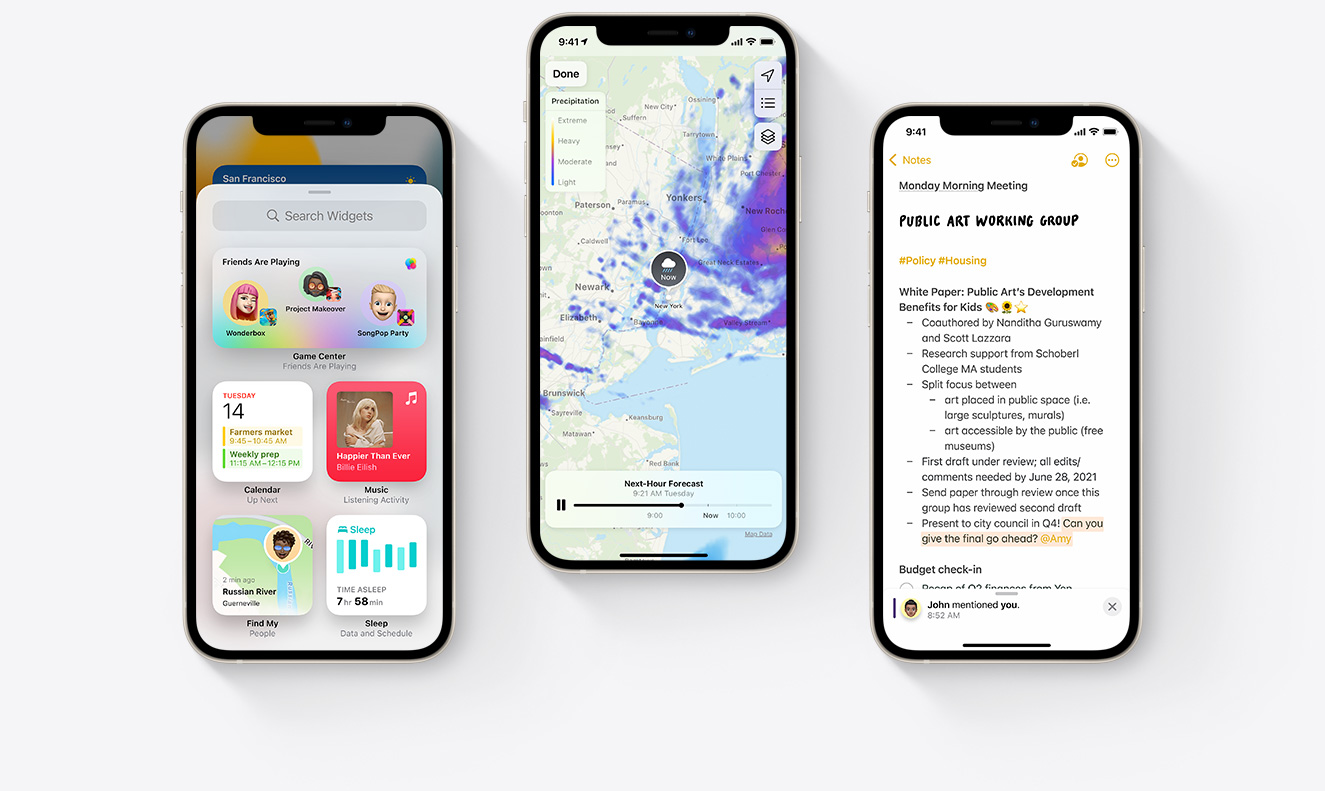 San Francisco
Search Widgets
Friends Are Playing
Wonderbox
Project Makeover
SongPop Party
Game Center
Friends Are Playing
TUESDAY
14
Farmers market
9:45–10:45 AM
Weekly prep
11:15 AM–12:15 PM
Calendar
Up Next
Happier Than Ever
Billie Eilish
Music
Listening Activity
2 min ago
Russian River
Guerneville
Find My
People
Sleep
TIME ASLEEP
7hr 58min
Sleep
Data and Schedule
9:41
Done
Precipitation
Extreme
Heavy
Moderate
Light
New City
Ossining
Suffern
Tarrytown
White Plains
Port Chester
Paterson
Paramus
Yonkers
New Roch
Glen Co
Caldwell
Fort Lee
Great Neck Estates
Now
New York
Newark
Elizabeth
Bayonne
Valley Stream
ainfield
Brunswick
Sayreville
Keansburg
Matawan
Red Bank
Next-Hour Forecast
9:21 AM Tuesday
9:00
Now
10:00
Map Data
9:41
Notes
Monday Morning Meeting
PUBLIC ART WORKING GROUP
#Policy #Housing
White Paper: Public Art's Development
Benefits for Kids 🎨🌻⭐
– Coauthored by Nanditha Guruswamy
and Scott Lazzara
– Research support from Schoberl
College MA students
– Split focus between
– art placed in public space (i.e.
large sculptures, murals)
– art accessible by the public (free
museums)
– First draft under review; all edits/
comments needed by June 28, 2021
– Send paper through review once this
group has reviewed second draft
– Present to city council in Q4! Can you
give the final go ahead? @Amy
Budget check-in
Recap of Q2 finances from Yen
John mentioned you.
8:52 AM